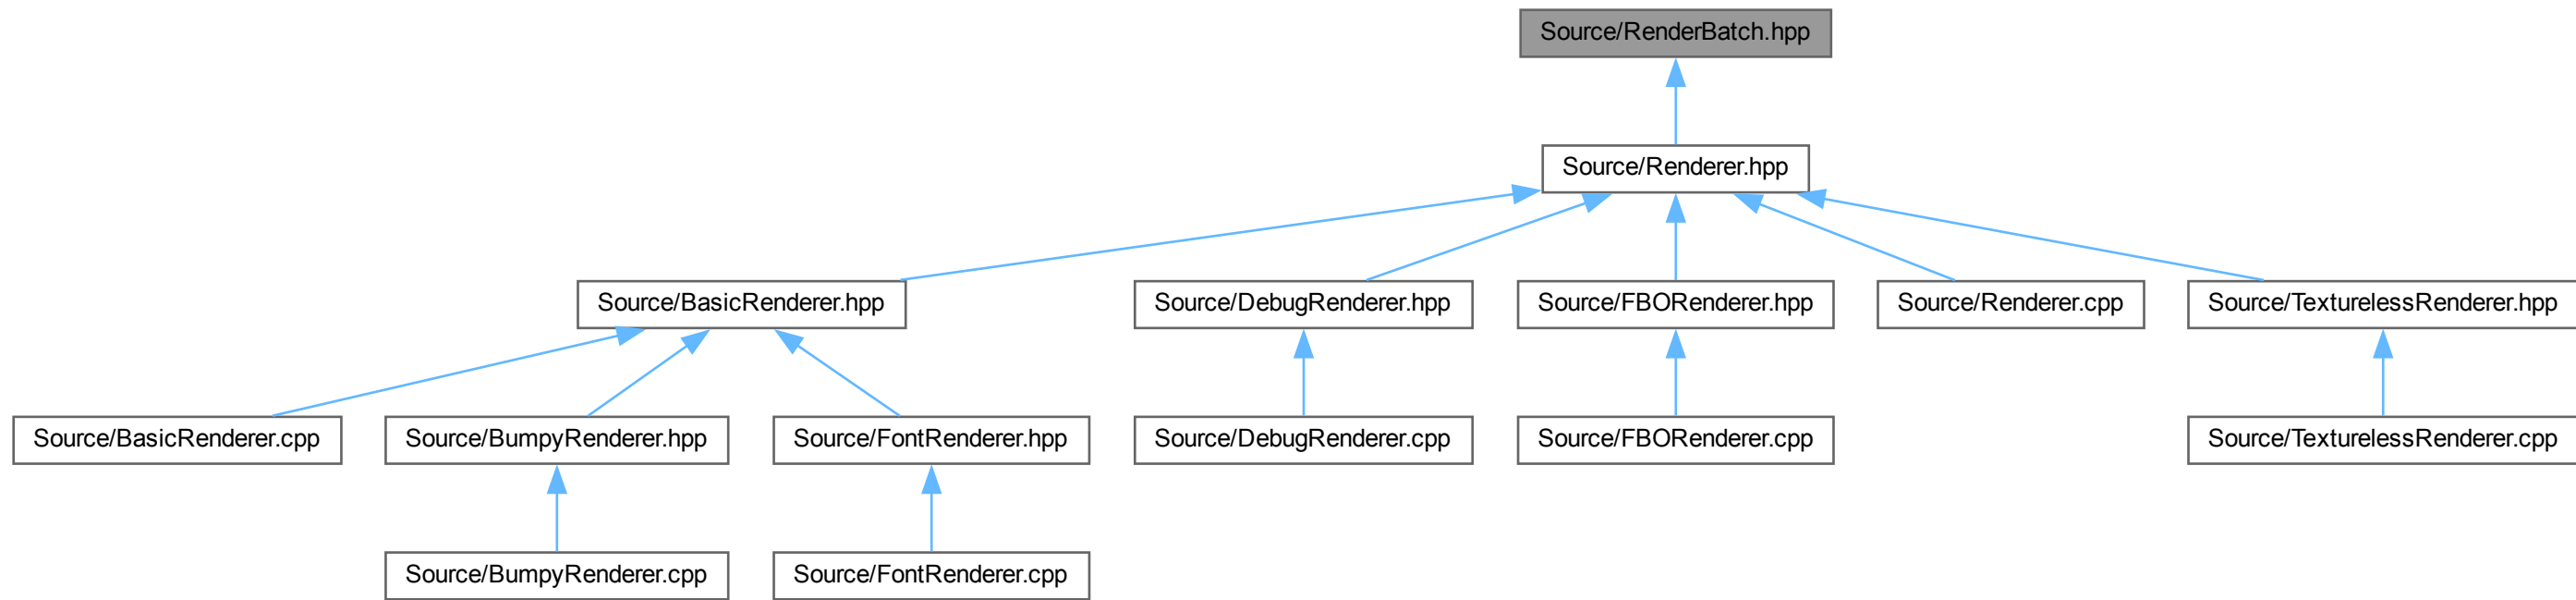 Source/RenderBatch.hpp
Source/Renderer.hpp
Source/BasicRenderer.hpp
Source/DebugRenderer.hpp
Source/FBORenderer.hpp
Source/Renderer.cpp
Source/TexturelessRenderer.hpp
Source/BasicRenderer.cpp
Source/BumpyRenderer.hpp
Source/FontRenderer.hpp
Source/DebugRenderer.cpp
Source/FBORenderer.cpp
Source/TexturelessRenderer.cpp
Source/BumpyRenderer.cpp
Source/FontRenderer.cpp